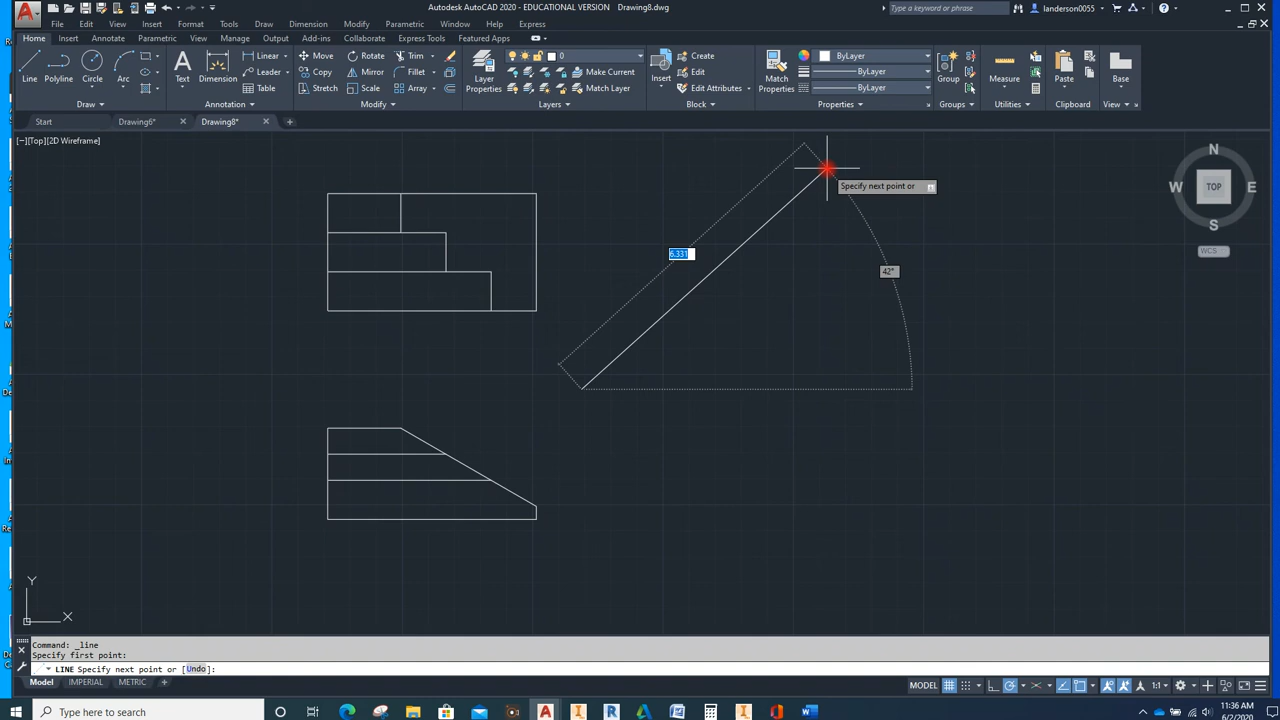 Autodesk AutoCAD 2020 - EDUCATIONAL VERSION Drawing8.dwg
Type a keyword or phrase
landerson0055
File Edit View Insert Format Tools Draw Dimension Modify Parametric Window Help Express
Home Insert Annotate Parametric View Manage Output Add-ins Collaborate Express Tools Featured Apps
Line Polyline Circle Arc
Draw
Text Dimension
Linear
Leader
Table
Annotation
Move Rotate Trim
Copy Mirror Fillet
Stretch Scale Array
Modify
Layer Properties
0
Make Current
Match Layer
Layers
Insert
Create
Edit
Edit Attributes
Block
Match Properties
ByLayer
ByLayer
ByLayer
Properties
Group
Groups
Measure
Utilities
Paste
Clipboard
Base
View
Start Drawing6* Drawing8*
[−][Top][2D Wireframe]
N
W TOP E
S
WCS
Specify next point or
6.331
42°
Y
X
Command: _line
Specify first point:
LINE Specify next point or [Undo]:
Model IMPERIAL METRIC
MODEL
1:1
Type here to search
11:36 AM
6/2/2020